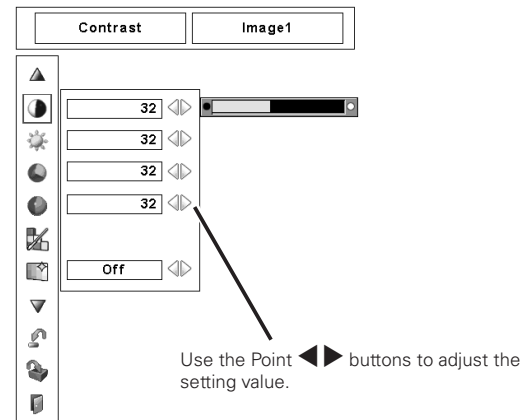 Contrast Image1
32
32
32
32
Off
Use the Point ◀▶ buttons to adjust the
setting value.